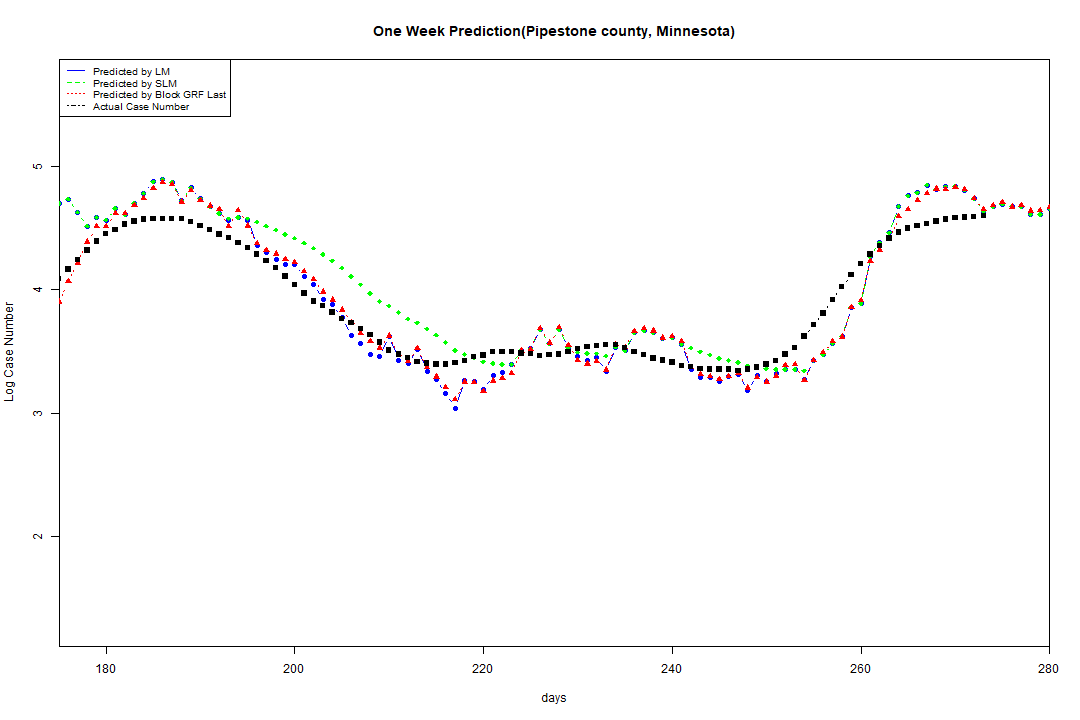 One Week Prediction(Pipestone county, Minnesota)
Predicted by LM
Predicted by SLM
Predicted by Block GRF Last
Actual Case Number
5
4
3
2
Log Case Number
180 200 220 240 260 280
days